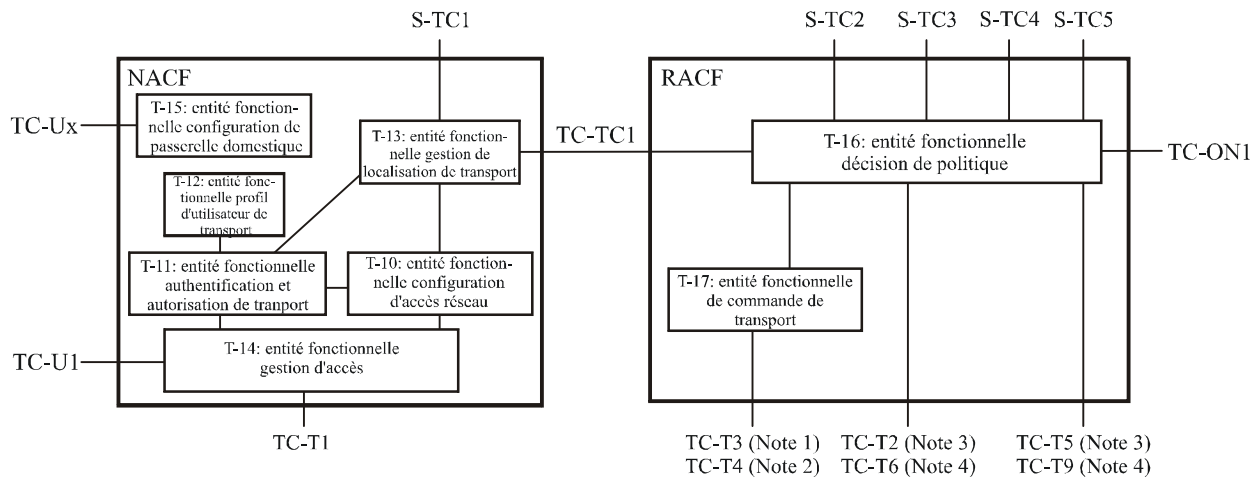 S-TC1
S-TC2
S-TC3
S-TC4
S-TC5
NACF
RACF
TC-Ux
T-15: entité fonction-
nelle configuration de
passerelle domestique
T-13: entité fonction-
nelle gestion de
localisation de transport
TC-TC1
T-16: entité fonctionnelle
décision de politique
TC-ON1
T-12: entité fonc-
tionnelle profil
d'utilisateur de
transport
T-11: entité fonctionnelle
authentification et
autorisation de tranport
T-10: entité fonction-
nelle configuration
d'accès réseau
T-17: entité fonctionnelle
de commande de
transport
TC-U1
T-14: entité fonctionnelle
gestion d'accès
TC-T1
TC-T3 (Note 1)
TC-T4 (Note 2)
TC-T2 (Note 3)
TC-T6 (Note 4)
TC-T5 (Note 3)
TC-T9 (Note 4)